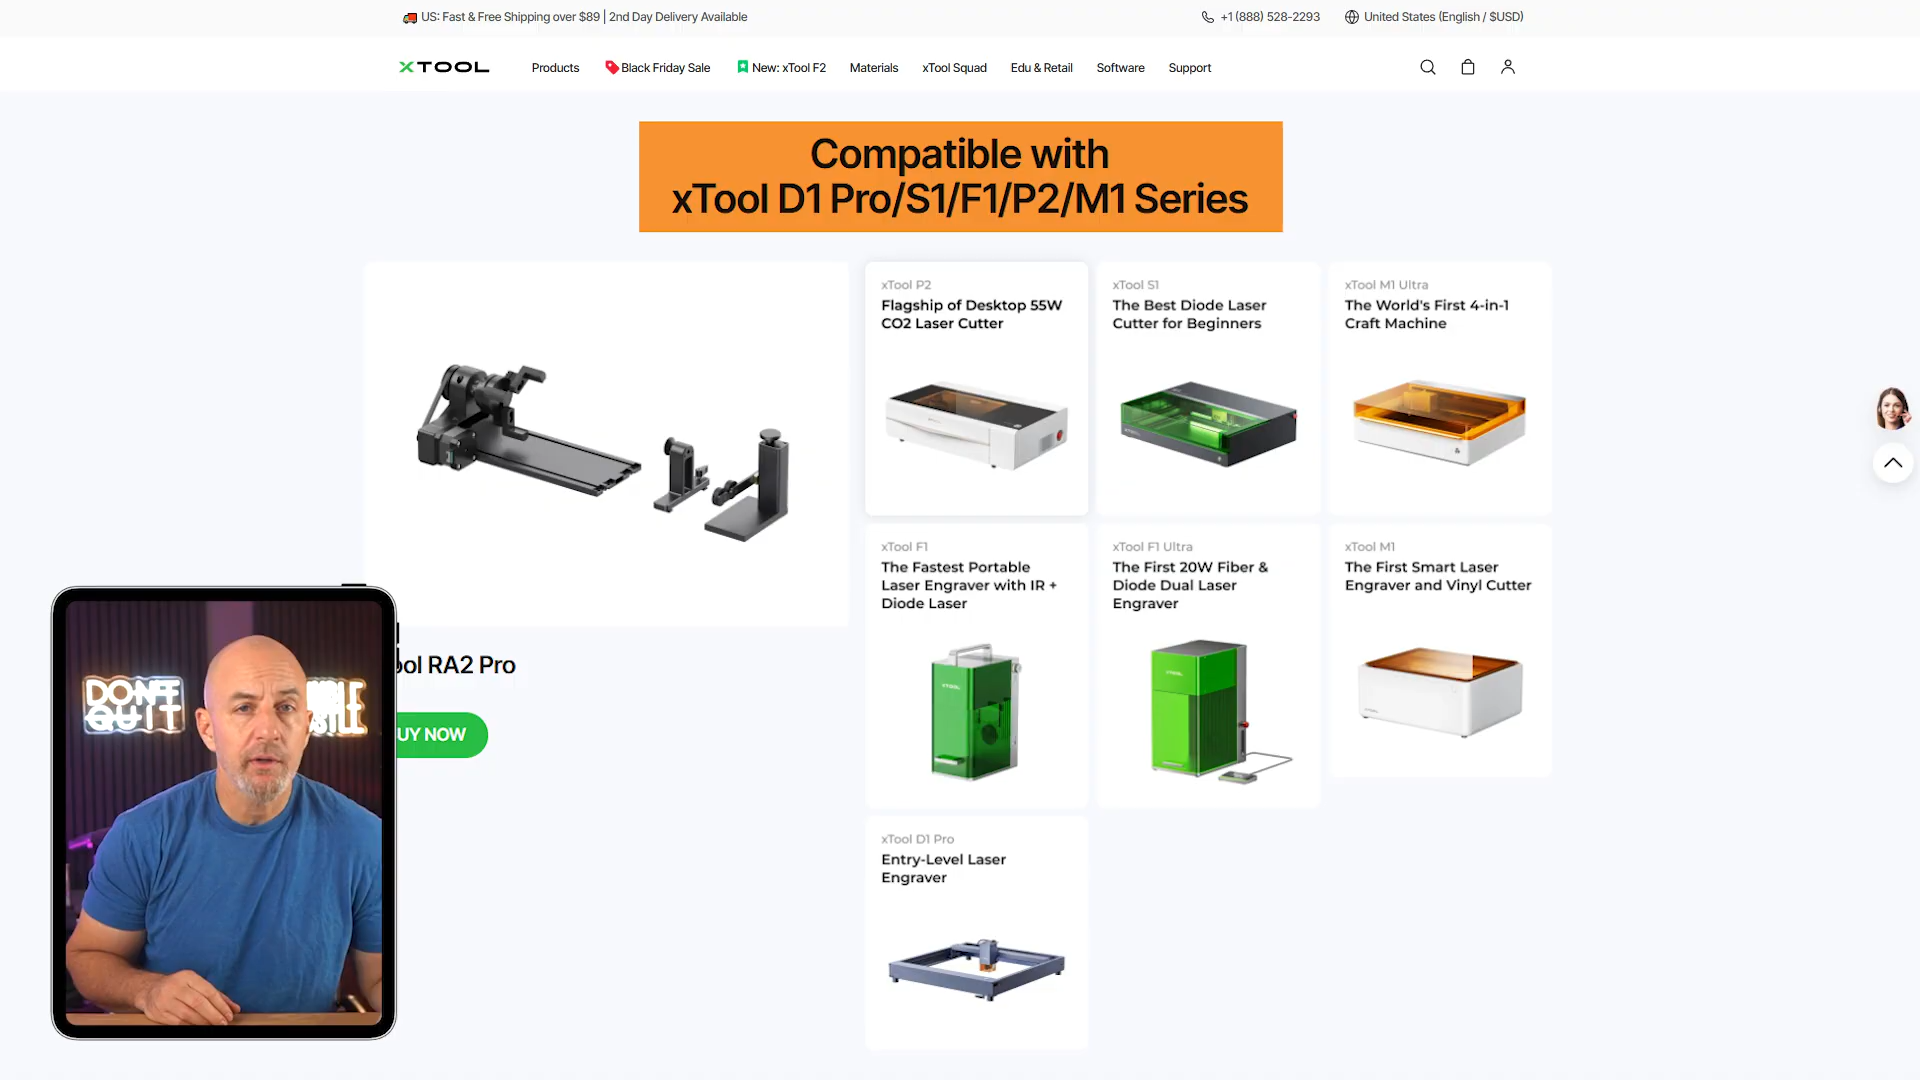 US: Fast & Free Shipping over $89 | 2nd Day Delivery Available
+1 (888) 528-2293
United States (English / $USD)
XTOOL
Products
Black Friday Sale
New: xTool F2
Materials
xTool Squad
Edu & Retail
Software
Support
Compatible with
xTool D1 Pro/S1/F1/P2/M1 Series
xTool P2
Flagship of Desktop 55W
CO2 Laser Cutter
xTool S1
The Best Diode Laser
Cutter for Beginners
xTool M1 Ultra
The World's First 4-in-1
Craft Machine
xTool F1
The Fastest Portable
Laser Engraver with IR +
Diode Laser
xTool F1 Ultra
The First 20W Fiber &
Diode Dual Laser
Engraver
xTool M1
The First Smart Laser
Engraver and Vinyl Cutter
ool RA2 Pro
UY NOW
DON'T
QUIT
xTool D1 Pro
Entry-Level Laser
Engraver